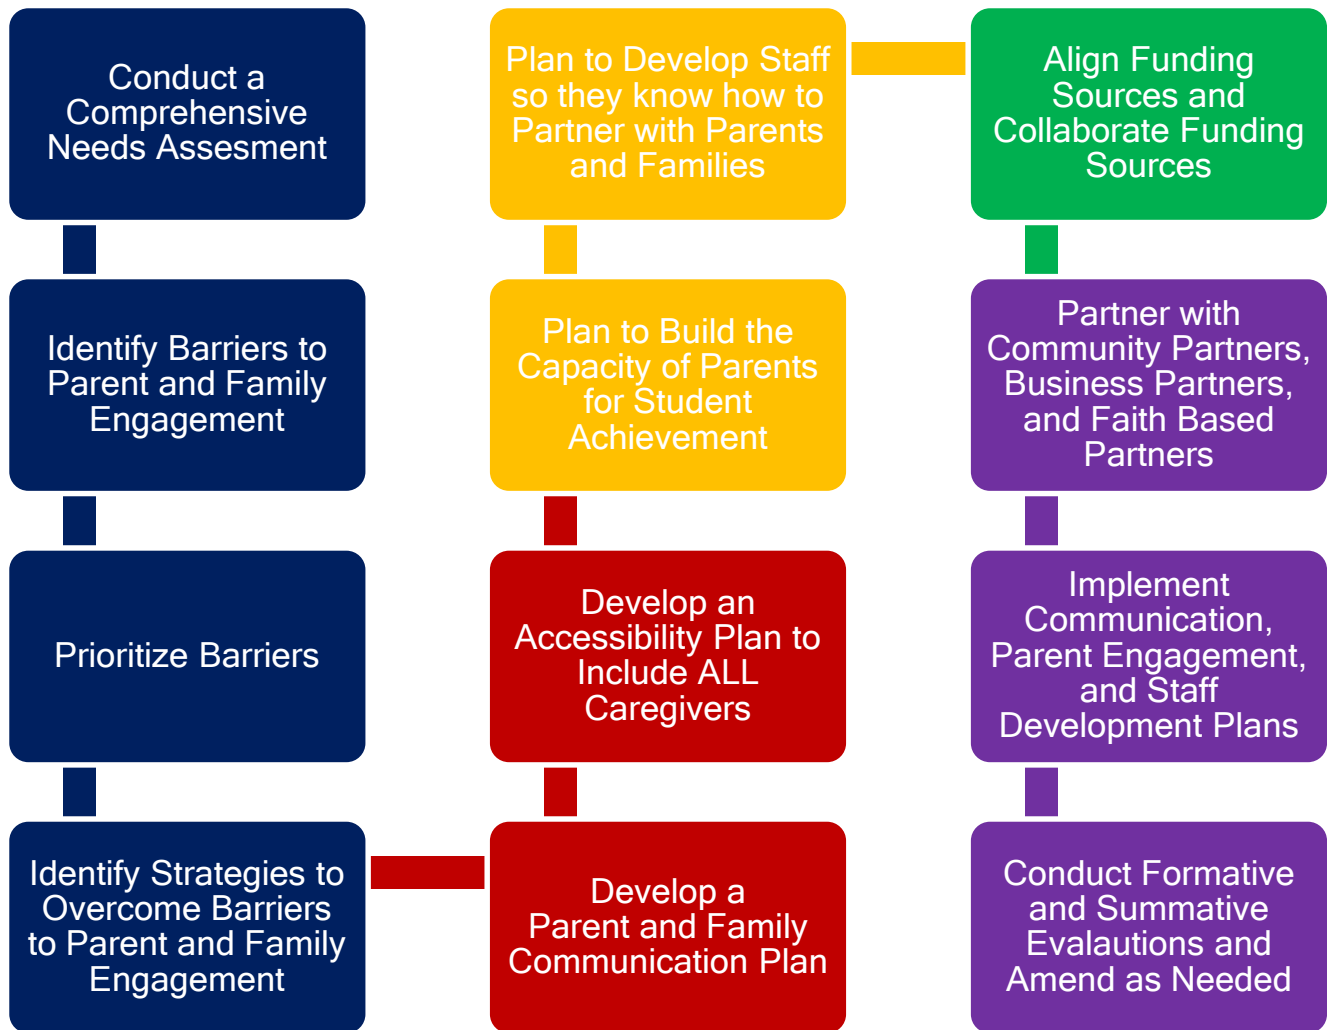 Conduct a
Comprehensive
Needs Assesment
Identify Barriers to
Parent and Family
Engagement
Prioritize Barriers
Identify Strategies to
Overcome Barriers
to Parent and Family
Engagement
Develop a
Parent and Family
Communication Plan
Develop an
Accessibility Plan to
Include ALL
Caregivers
Plan to Build the
Capacity of Parents
for Student
Achievement
Plan to Develop Staff
so they know how to
Partner with Parents
and Families
Align Funding
Sources and
Collaborate Funding
Sources
Partner with
Community Partners,
Business Partners,
and Faith Based
Partners
Implement
Communication,
Parent Engagement,
and Staff
Development Plans
Conduct Formative
and Summative
Evalautions and
Amend as Needed